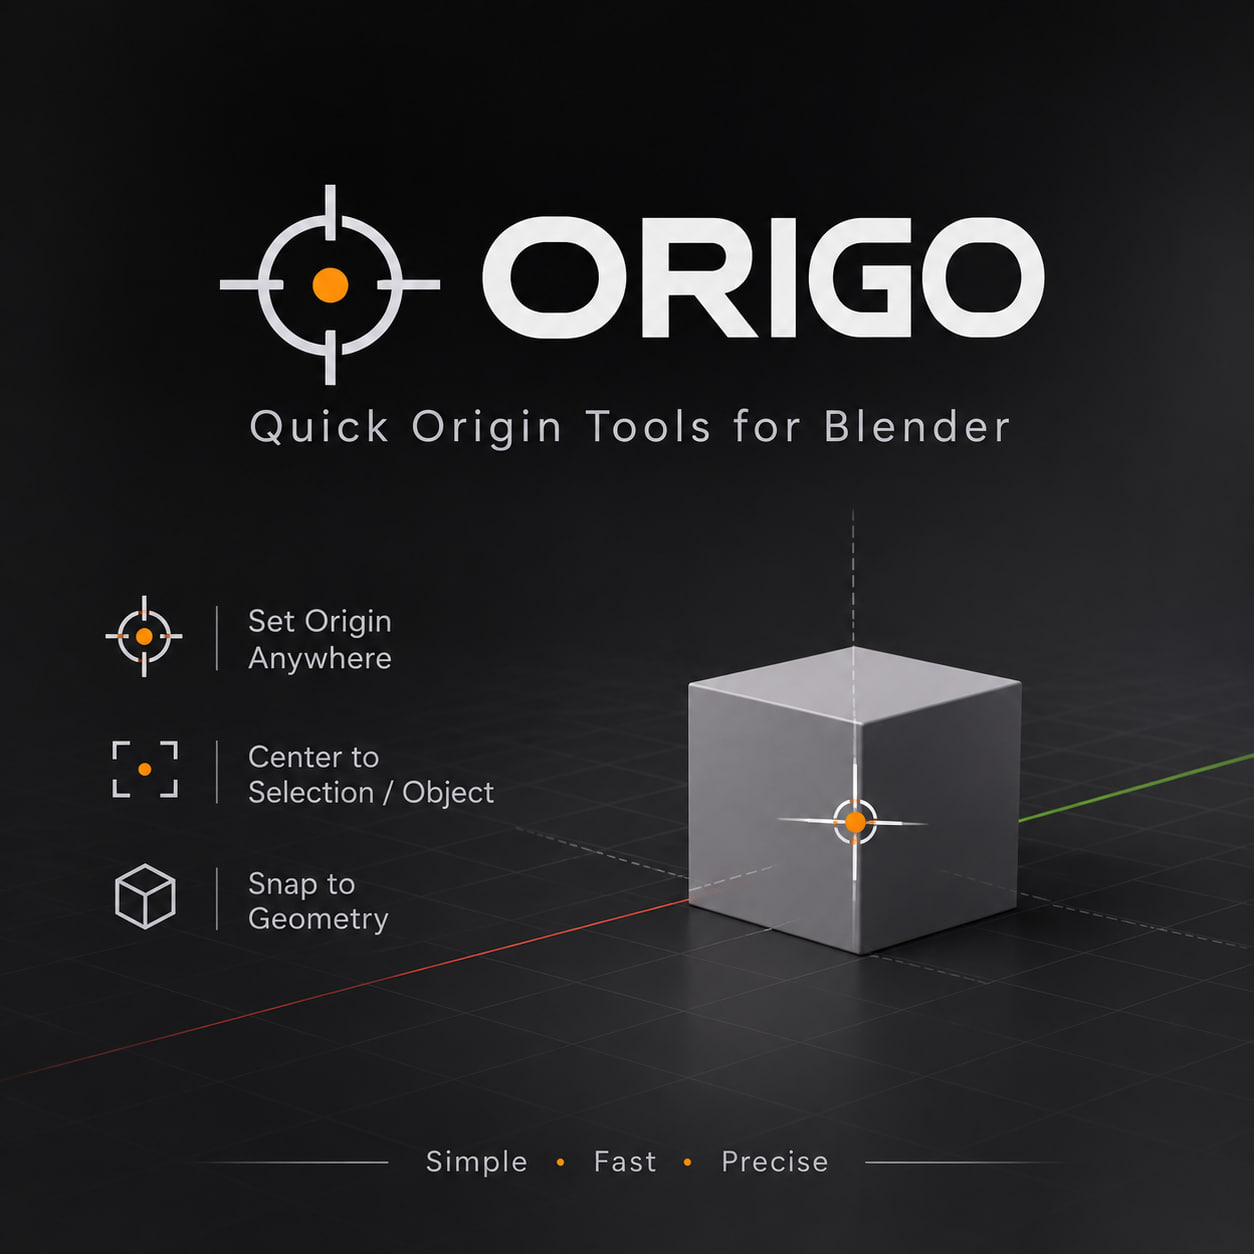 ORIGO
Quick Origin Tools for Blender
Set Origin
Anywhere
Center to
Selection / Object
Snap to
Geometry
Simple • Fast • Precise